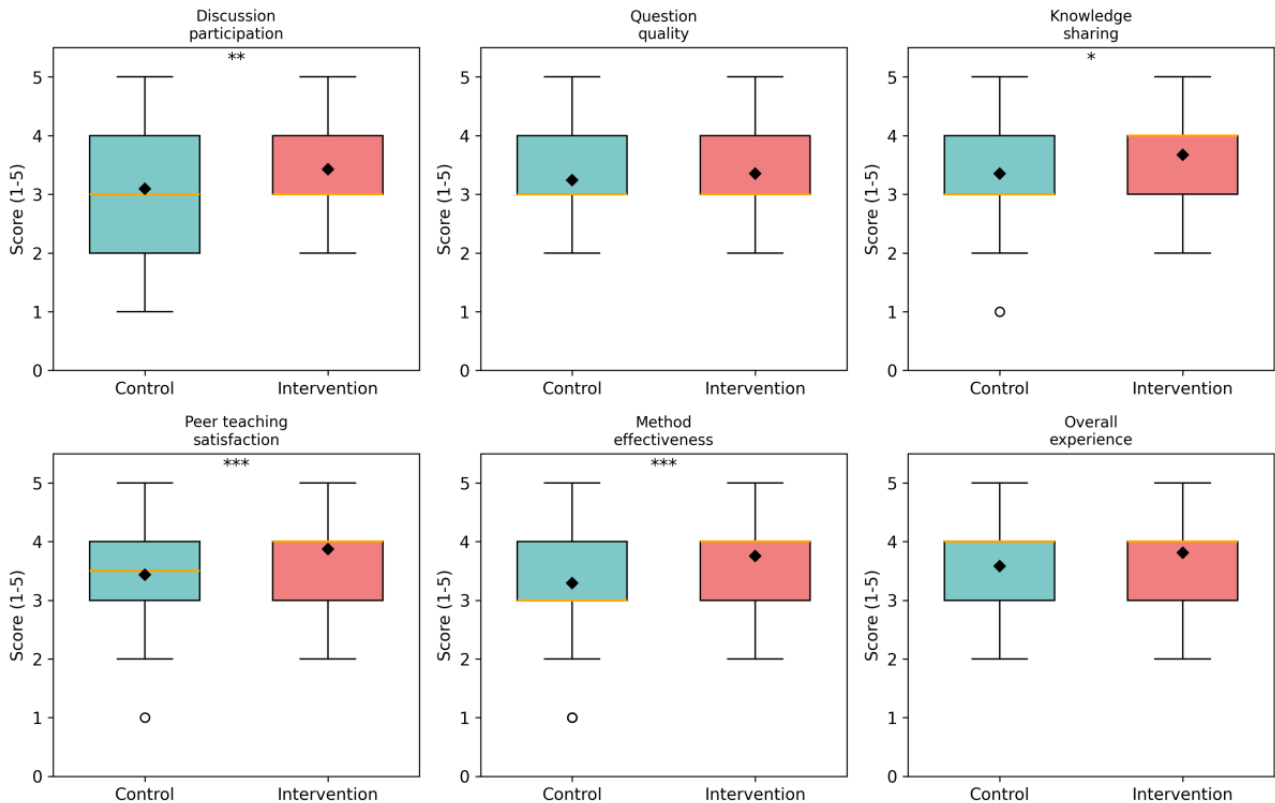 Discussion
participation
**
Score (1-5)
5
4
3
2
1
0
Control Intervention
Question
quality
Score (1-5)
5
4
3
2
1
0
Control Intervention
Knowledge
sharing
*
Score (1-5)
5
4
3
2
1
0
Control Intervention
Peer teaching
satisfaction
***
Score (1-5)
5
4
3
2
1
0
Control Intervention
Method
effectiveness
***
Score (1-5)
5
4
3
2
1
0
Control Intervention
Overall
experience
Score (1-5)
5
4
3
2
1
0
Control Intervention